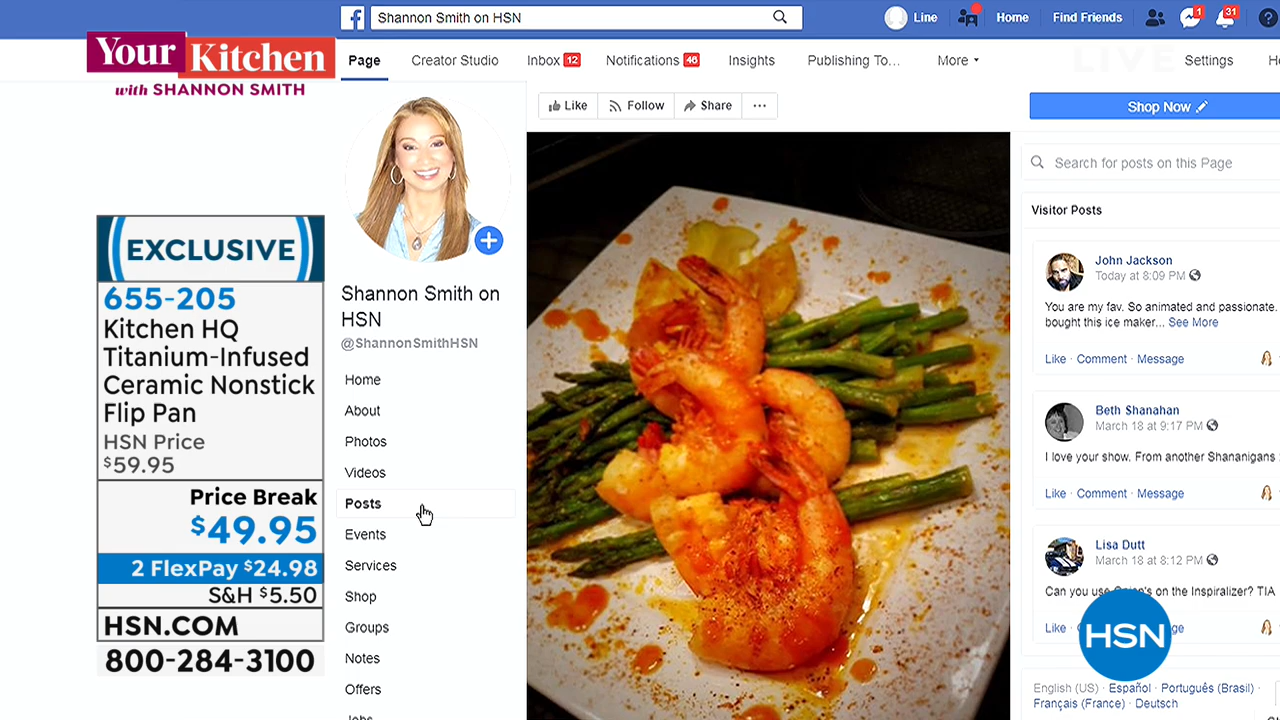 Shannon Smith on HSN
Line
Home
Find Friends
1
31
?
Your Kitchen
with SHANNON SMITH
Page
Creator Studio
Inbox 12
Notifications 46
Insights
Publishing To...
More
LIVE
Settings
Like
Follow
Share
...
Shop Now
EXCLUSIVE
655-205
Kitchen HQ
Titanium-Infused
Ceramic Nonstick
Flip Pan
HSN Price
$59.95
Price Break
$49.95
2 FlexPay $24.98
S&H $5.50
HSN.COM
800-284-3100
Shannon Smith on
HSN
@ShannonSmithHSN
Home
About
Photos
Videos
Posts
Events
Services
Shop
Groups
Notes
Offers
Jobs
Search for posts on this Page
Visitor Posts
John Jackson
Today at 8:09 PM
You are my fav. So animated and passionate.
bought this ice maker... See More
Like · Comment · Message
Beth Shanahan
March 18 at 9:17 PM
I love your show. From another Shananigans
Like · Comment · Message
Lisa Dutt
March 18 at 8:12 PM
Can you use on the Inspiralizer? TIA
Like
HSN
English (US) · Español · Português (Brasil) ·
Français (France) · Deutsch